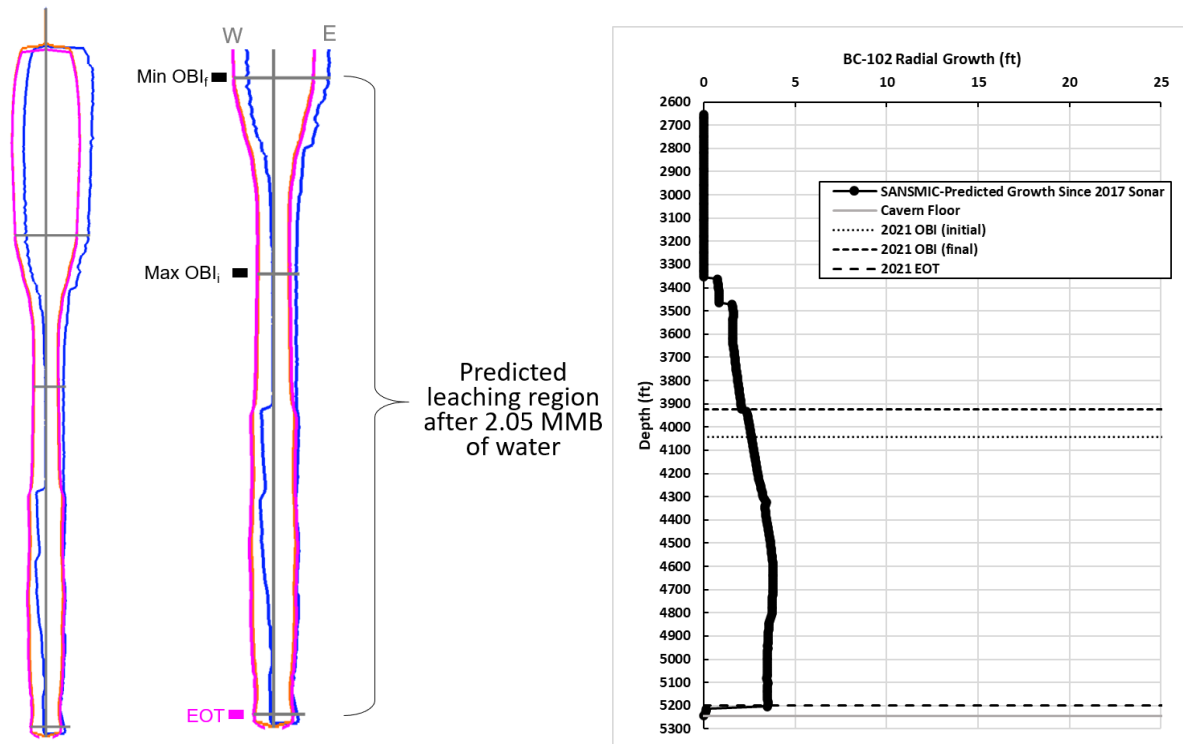 W
E
Min OBIf
Max OBIi
EOT
Predicted
leaching region
after 2.05 MMB
of water
BC-102 Radial Growth (ft)
0 5 10 15 20 25
Depth (ft)
2600
2700
2800
2900
3000
3100
3200
3300
3400
3500
3600
3700
3800
3900
4000
4100
4200
4300
4400
4500
4600
4700
4800
4900
5000
5100
5200
5300
SANSMIC-Predicted Growth Since 2017 Sonar
Cavern Floor
2021 OBI (initial)
2021 OBI (final)
2021 EOT